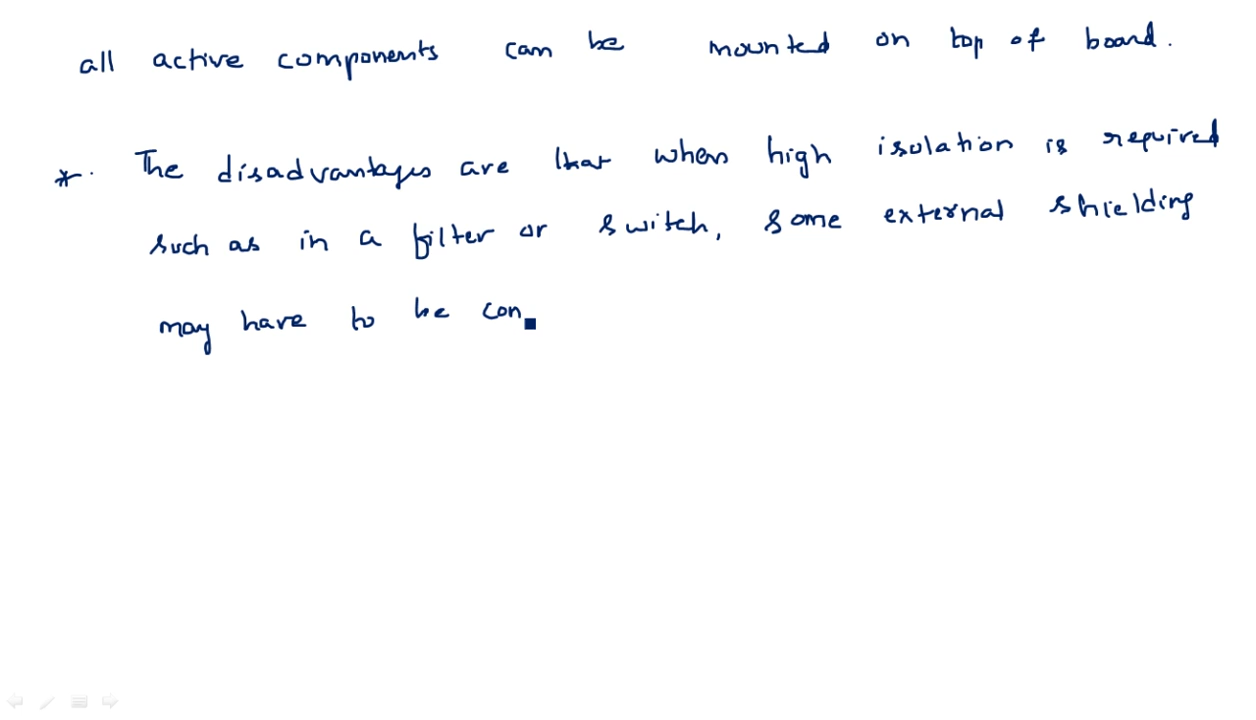 all active components can be mounted on top of board.
*. The disadvantages are that when high isolation is required
such as in a filter or switch, some external shielding
may have to be con